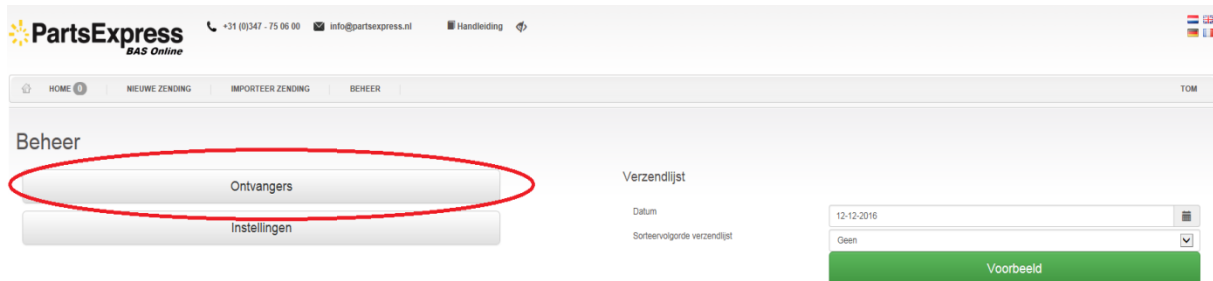 PartsExpress
BAS Online
+31 (0)347 - 75 06 00 info@partsexpress.nl Handleiding
HOME 0 NIEUWE ZENDING IMPORTEER ZENDING BEHEER TOM
Beheer
Ontvangers
Instellingen
Verzendlijst
Datum 12-12-2016
Sorteervolgorde verzendlijst Geen
Voorbeeld